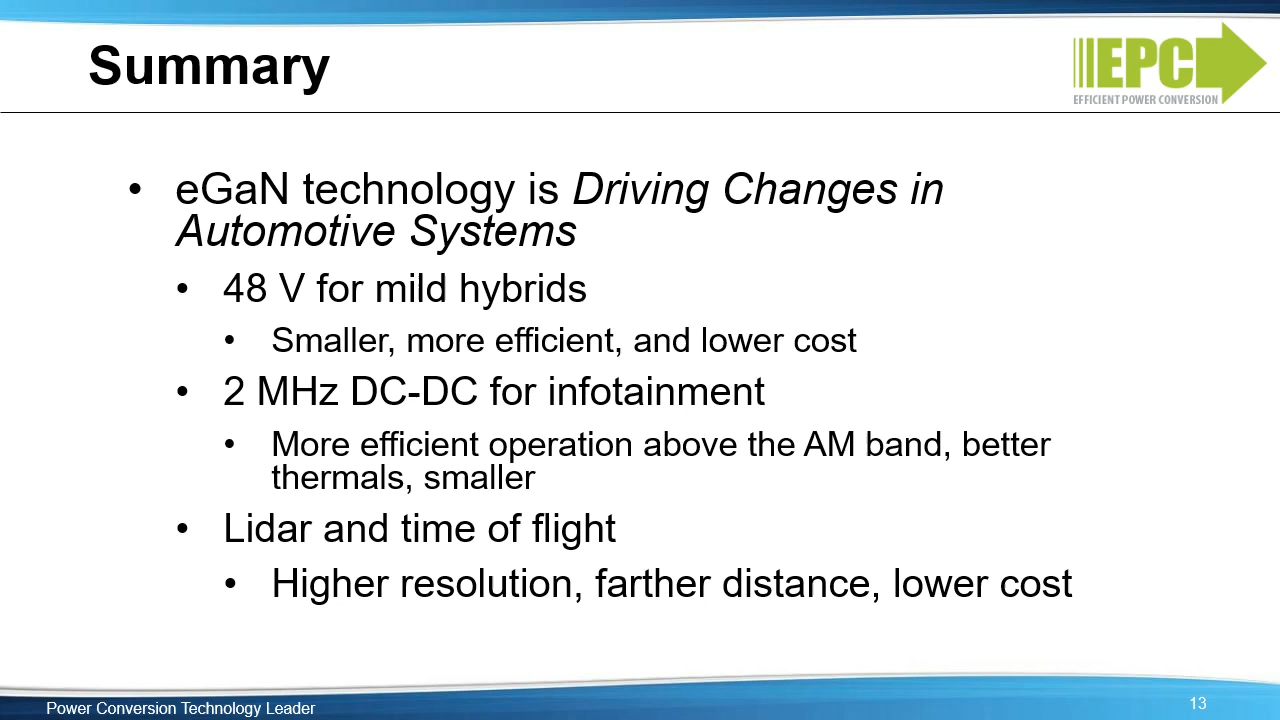 Summary
EPC
EFFICIENT POWER CONVERSION
• eGaN technology is Driving Changes in
Automotive Systems
• 48 V for mild hybrids
• Smaller, more efficient, and lower cost
• 2 MHz DC-DC for infotainment
• More efficient operation above the AM band, better
thermals, smaller
• Lidar and time of flight
• Higher resolution, farther distance, lower cost
Power Conversion Technology Leader
13